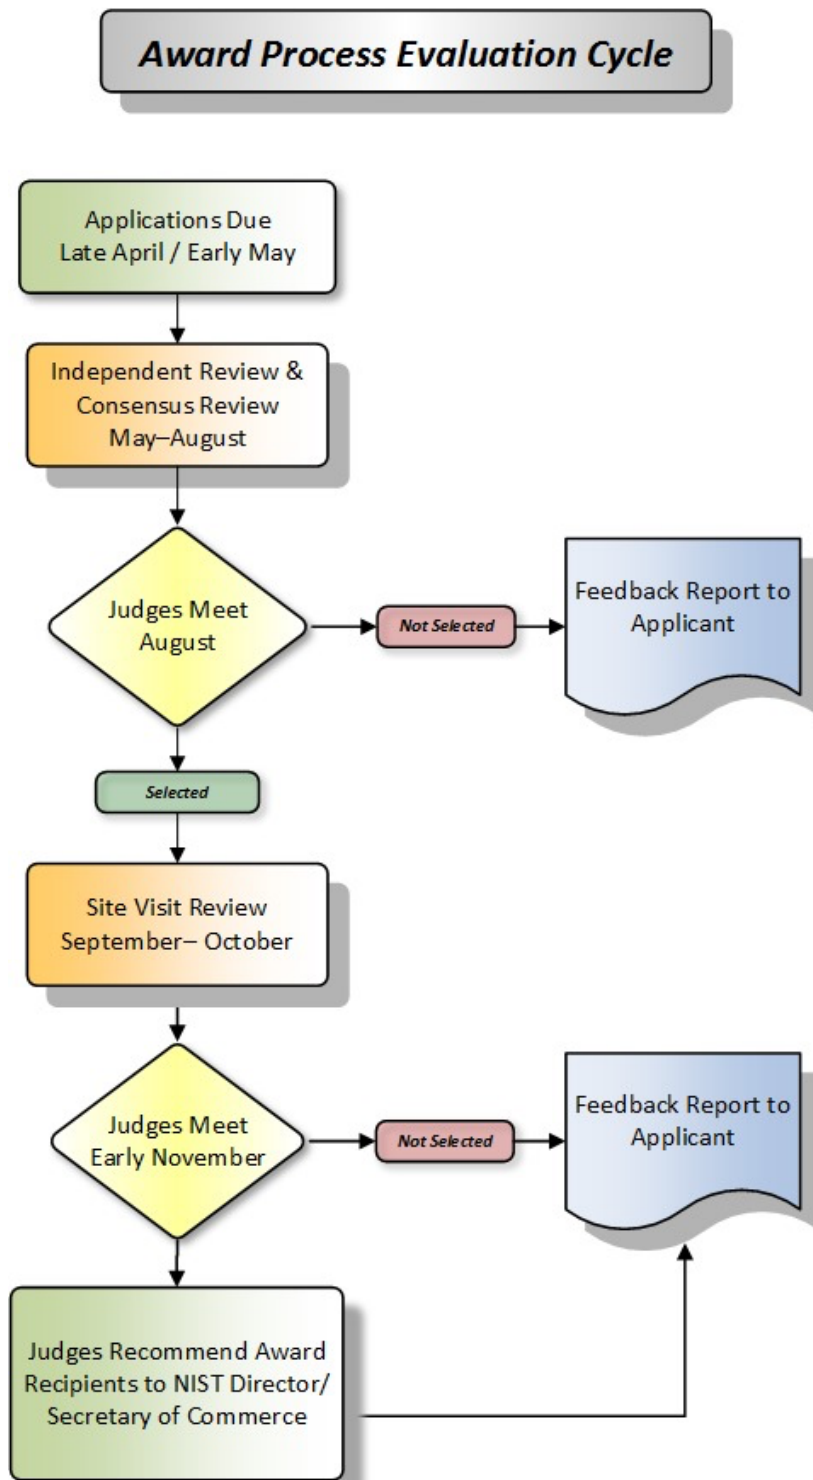 Award Process Evaluation Cycle
Applications Due
Late April / Early May
Independent Review &
Consensus Review
May–August
Judges Meet
August
Not Selected
Feedback Report to
Applicant
Selected
Site Visit Review
September– October
Judges Meet
Early November
Not Selected
Feedback Report to
Applicant
Judges Recommend Award
Recipients to NIST Director/
Secretary of Commerce